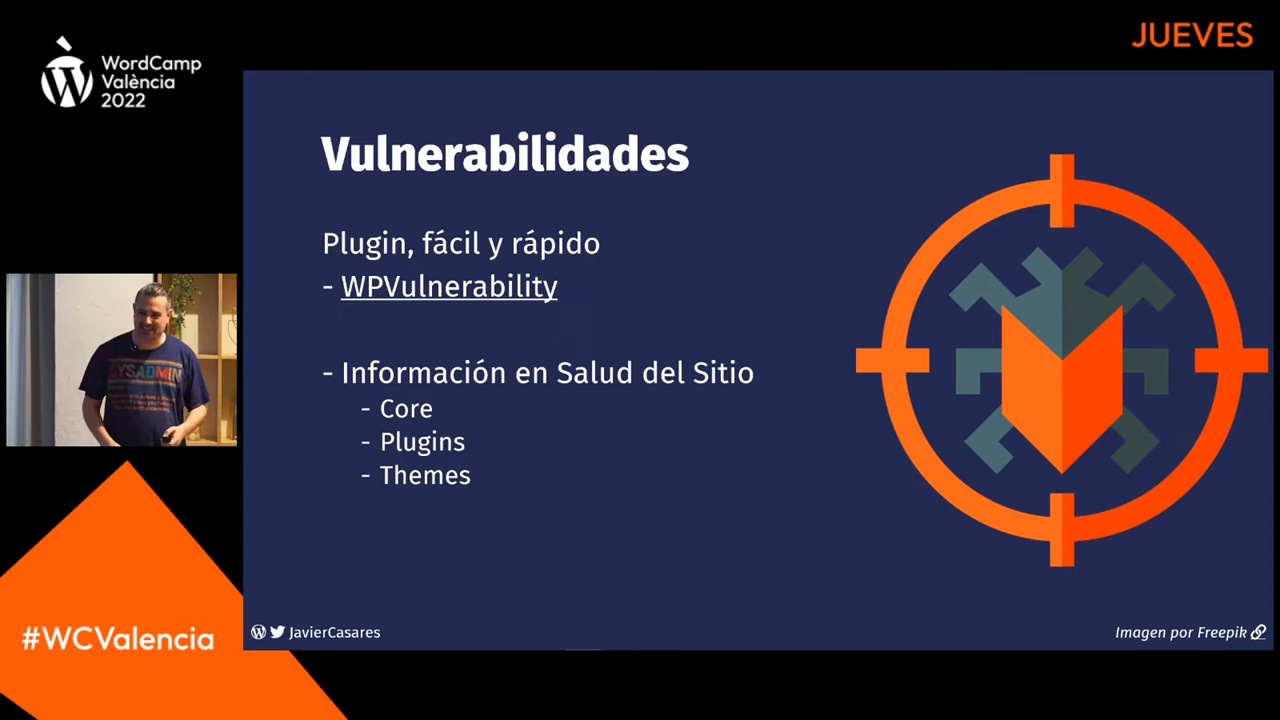 JUEVES
WordCamp
València
2022
Vulnerabilidades
Plugin, fácil y rápido
- WPVulnerability
- Información en Salud del Sitio
- Core
- Plugins
- Themes
SYSADMIN
#WCValencia
JavierCasares
Imagen por Freepik